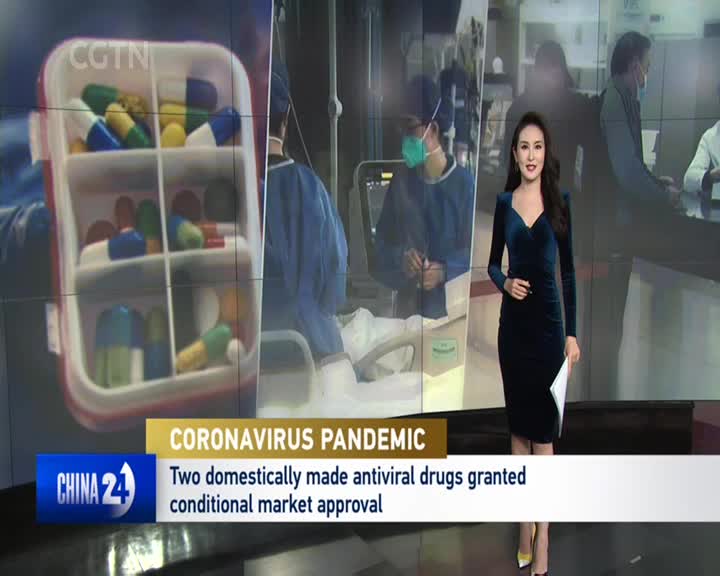 CGTN
CORONAVIRUS PANDEMIC
CHINA 24
Two domestically made antiviral drugs granted
conditional market approval